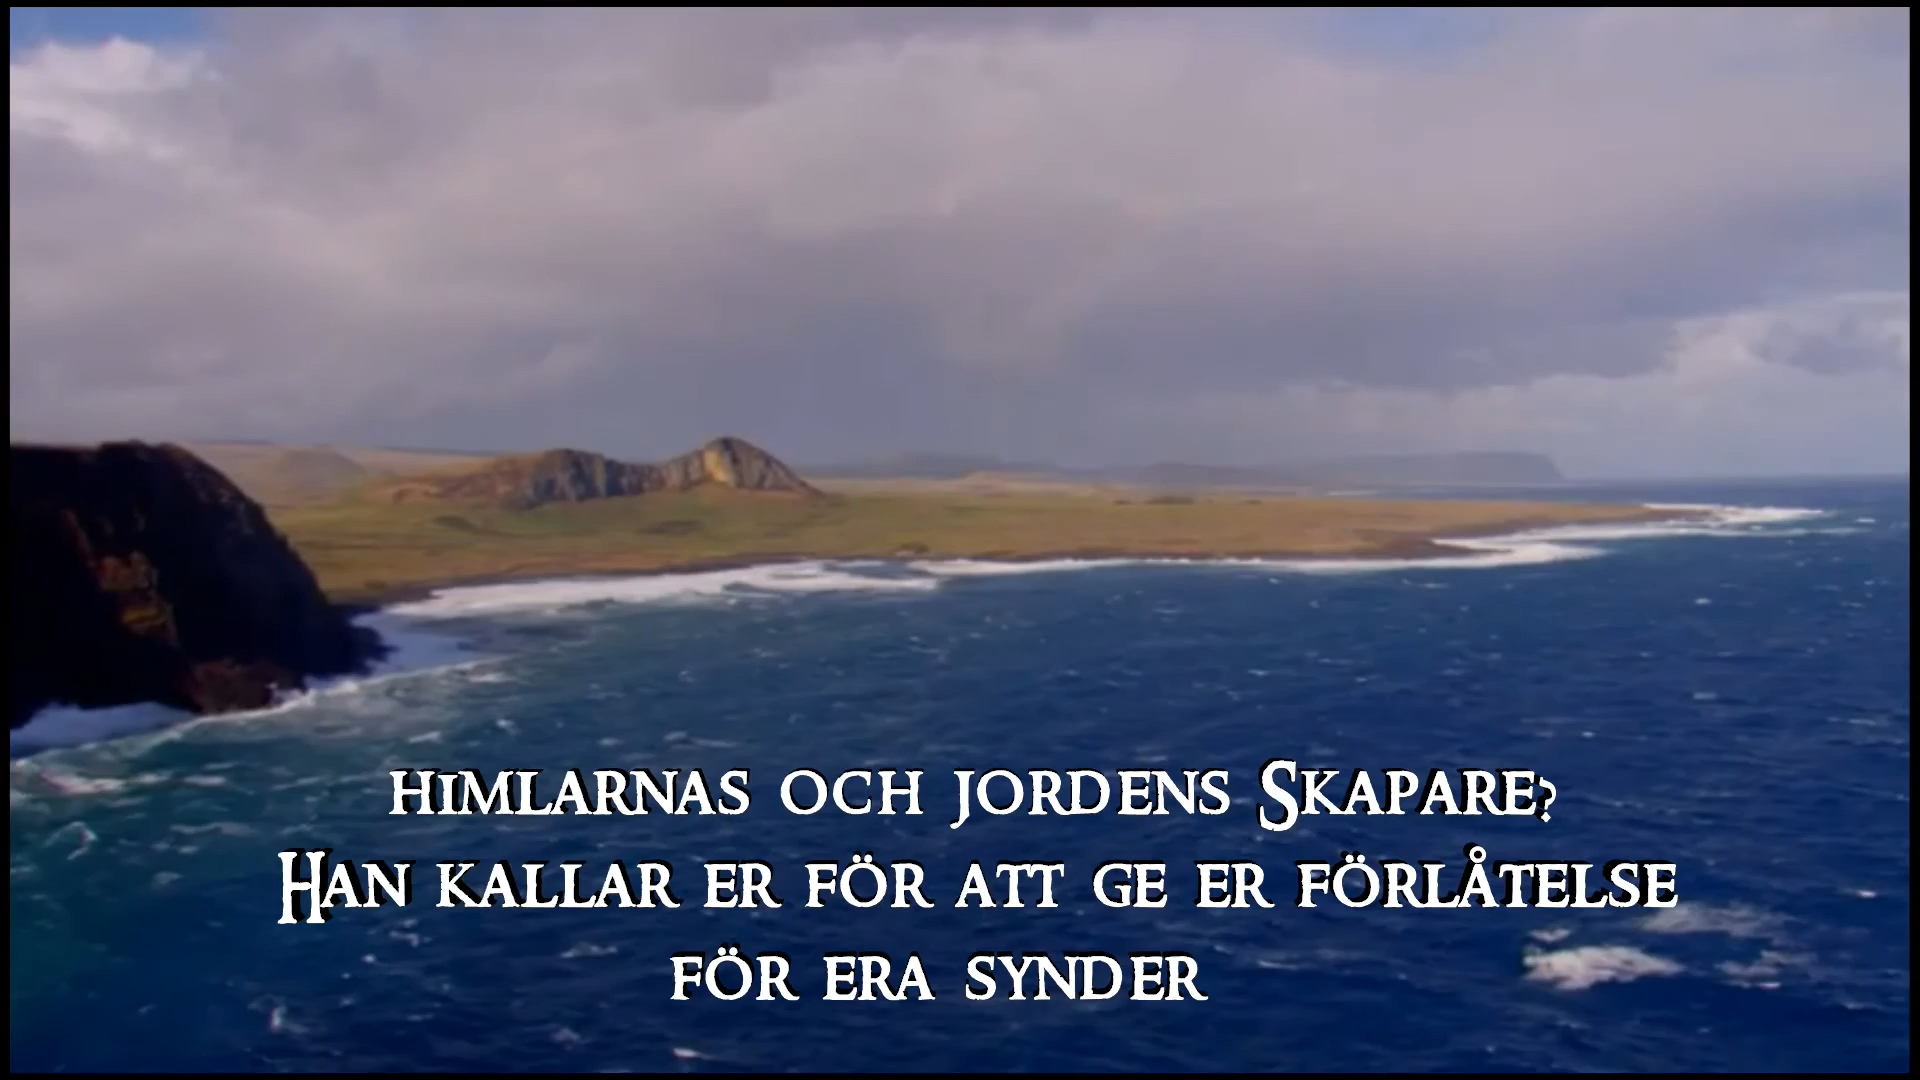 himlarnas och jordens Skapare?
Han kallar er för att ge er förlåtelse
för era synder